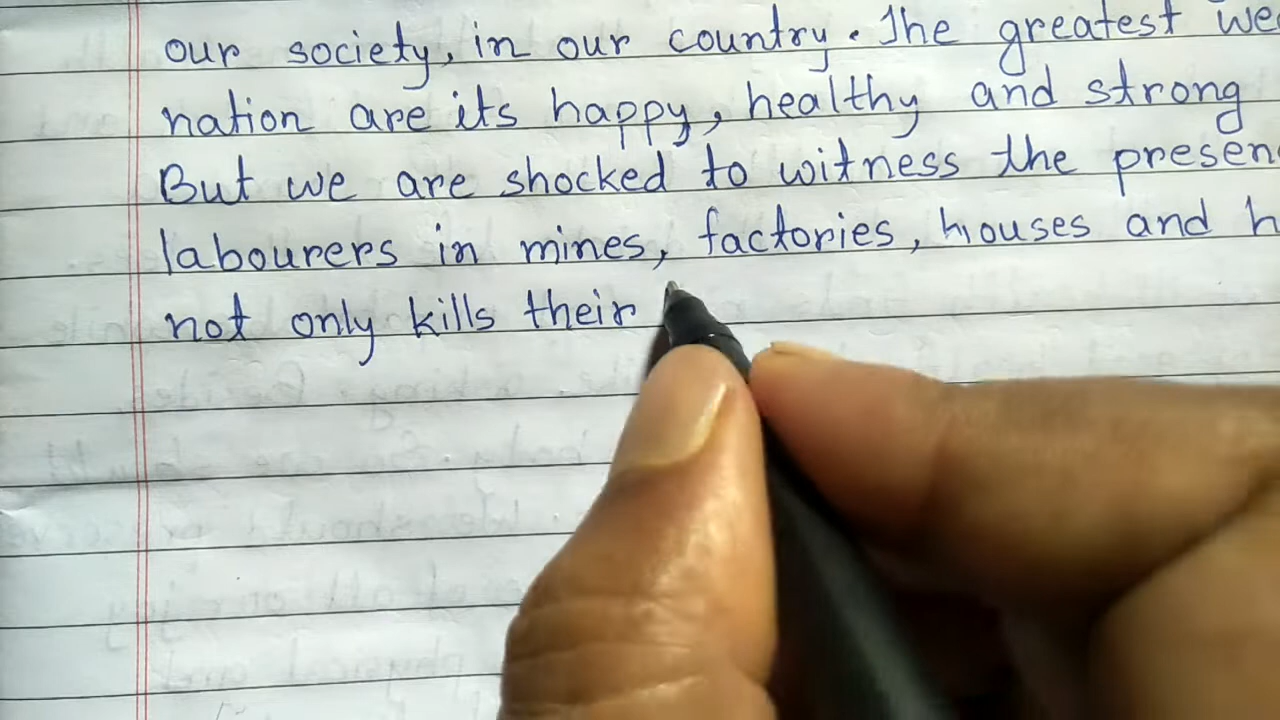 our society, in our country. The greatest
nation are its happy, healthy and strong
But we are shocked to witness the
labourers in mines, factories, houses and
not only kills their